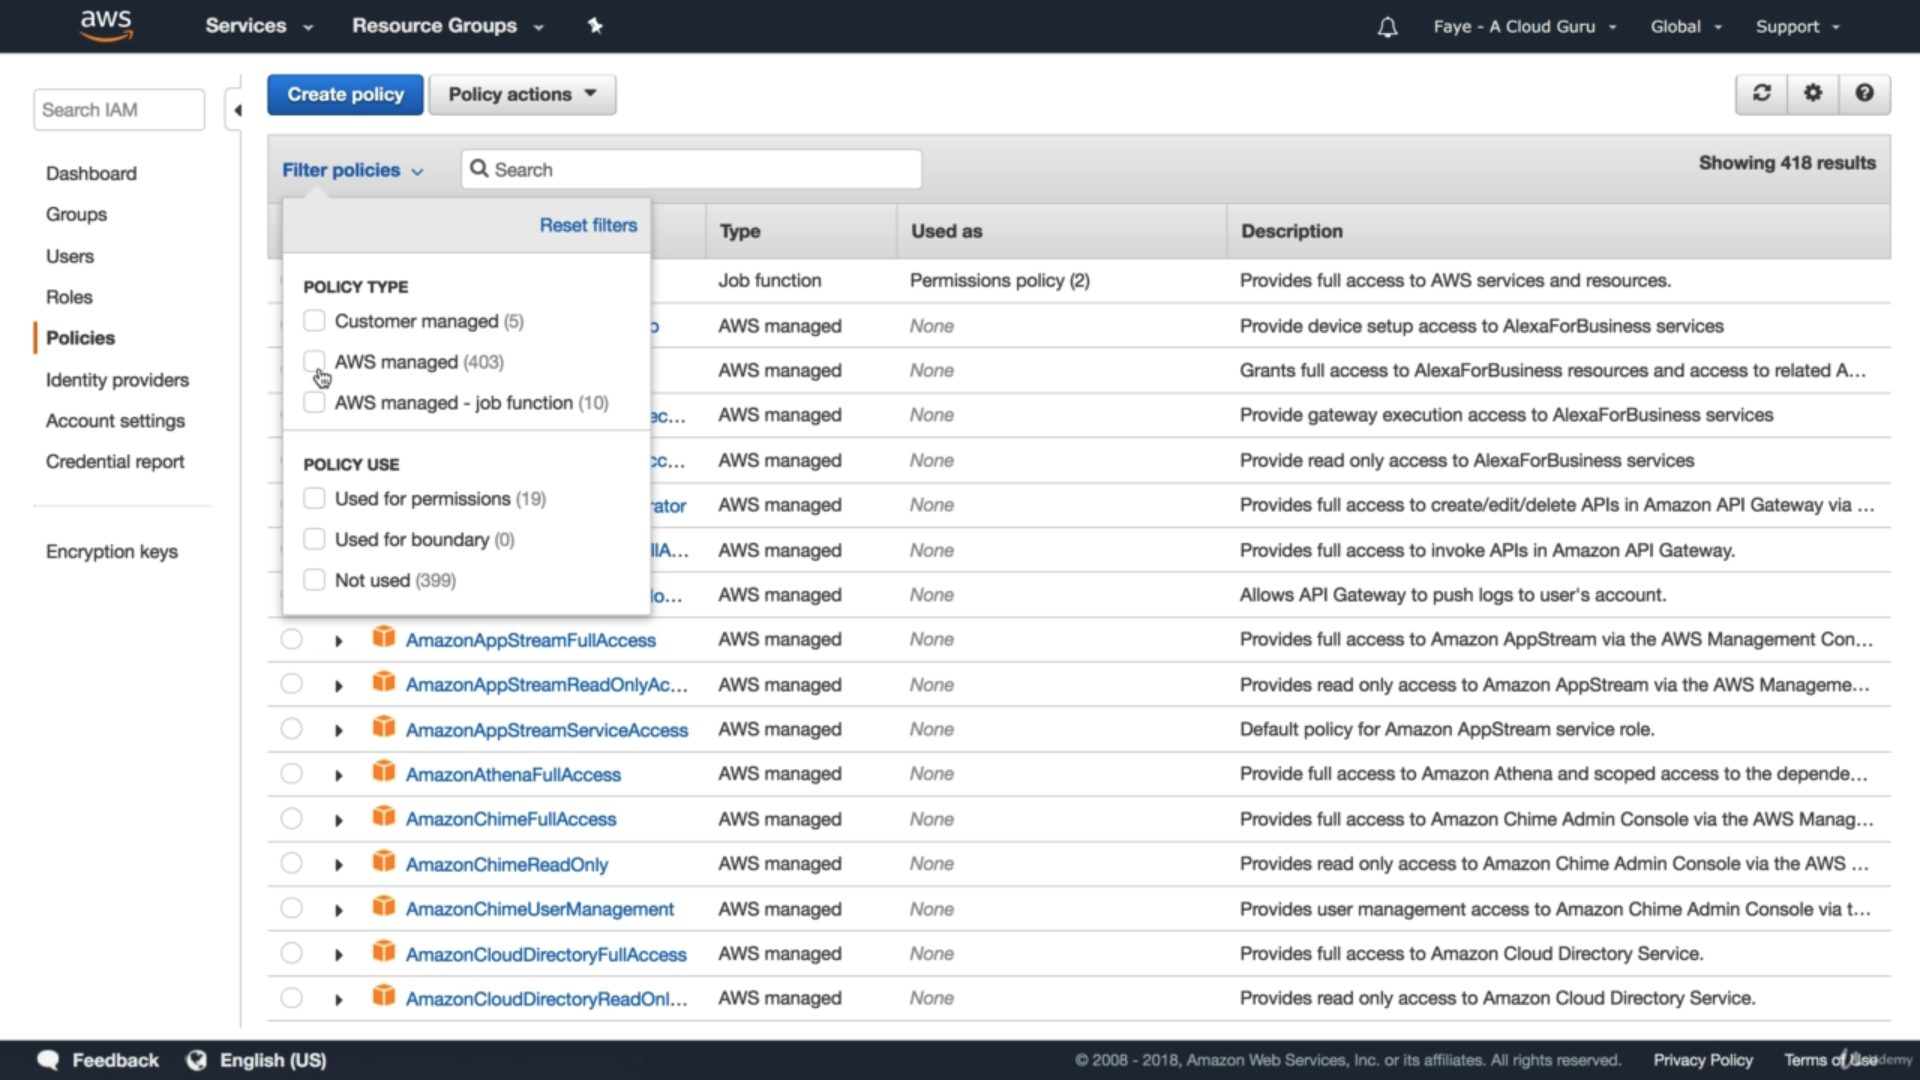 aws Services Resource Groups Faye - A Cloud Guru Global Support
Search IAM
Dashboard
Groups
Users
Roles
Policies
Identity providers
Account settings
Credential report
Encryption keys
Create policy Policy actions
Filter policies Search Showing 418 results
Reset filters
POLICY TYPE
Customer managed (5)
AWS managed (403)
AWS managed - job function (10)
POLICY USE
Used for permissions (19)
Used for boundary (0)
Not used (399)
Type Used as Description
Job function Permissions policy (2) Provides full access to AWS services and resources.
AWS managed None Provide device setup access to AlexaForBusiness services
AWS managed None Grants full access to AlexaForBusiness resources and access to related A...
ec... AWS managed None Provide gateway execution access to AlexaForBusiness services
cc... AWS managed None Provide read only access to AlexaForBusiness services
rator AWS managed None Provides full access to create/edit/delete APIs in Amazon API Gateway via ...
llA... AWS managed None Provides full access to invoke APIs in Amazon API Gateway.
lo... AWS managed None Allows API Gateway to push logs to user's account.
AmazonAppStreamFullAccess AWS managed None Provides full access to Amazon AppStream via the AWS Management Con...
AmazonAppStreamReadOnlyAc... AWS managed None Provides read only access to Amazon AppStream via the AWS Manageme...
AmazonAppStreamServiceAccess AWS managed None Default policy for Amazon AppStream service role.
AmazonAthenaFullAccess AWS managed None Provide full access to Amazon Athena and scoped access to the depende...
AmazonChimeFullAccess AWS managed None Provides full access to Amazon Chime Admin Console via the AWS Manag...
AmazonChimeReadOnly AWS managed None Provides read only access to Amazon Chime Admin Console via the AWS ...
AmazonChimeUserManagement AWS managed None Provides user management access to Amazon Chime Admin Console via t...
AmazonCloudDirectoryFullAccess AWS managed None Provides full access to Amazon Cloud Directory Service.
AmazonCloudDirectoryReadOnl... AWS managed None Provides read only access to Amazon Cloud Directory Service.
Feedback English (US) © 2008 - 2018, Amazon Web Services, Inc. or its affiliates. All rights reserved. Privacy Policy Terms of Use